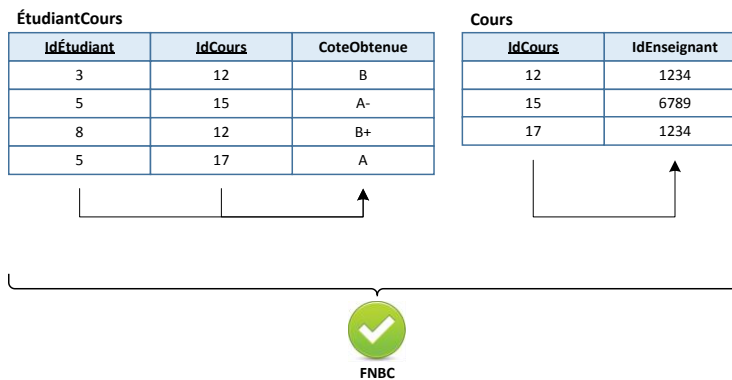 ÉtudiantCours
IdÉtudiant IdCours CoteObtenue
3 12 B
5 15 A-
8 12 B+
5 17 A
Cours
IdCours IdEnseignant
12 1234
15 6789
17 1234
FNBC